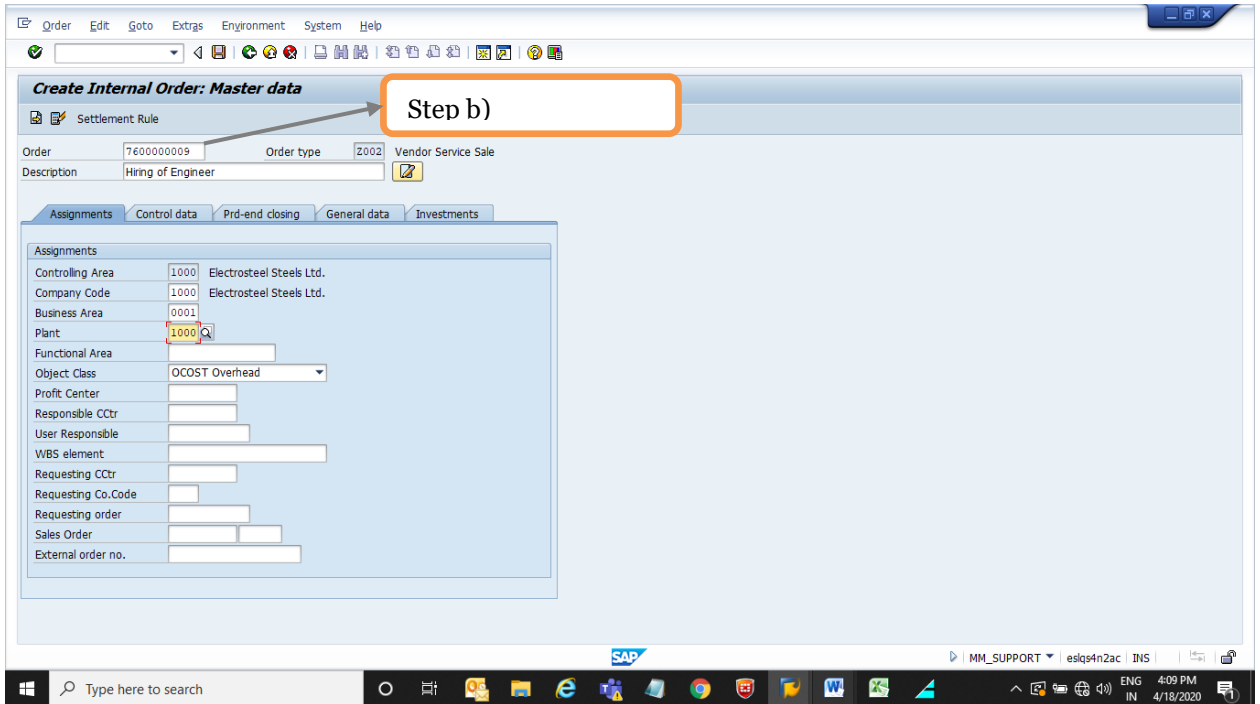 Order Edit Goto Extras Environment System Help
Create Internal Order: Master data
Step b)
Settlement Rule
Order 7600000009 Order type Z002 Vendor Service Sale
Description Hiring of Engineer
Assignments Control data Prd-end closing General data Investments
Assignments
Controlling Area 1000 Electrosteel Steels Ltd.
Company Code 1000 Electrosteel Steels Ltd.
Business Area 0001
Plant 1000
Functional Area
Object Class OCOST Overhead
Profit Center
Responsible CCtr
User Responsible
WBS element
Requesting CCtr
Requesting Co.Code
Requesting order
Sales Order
External order no.
SAP MM_SUPPORT eslqs4n2ac INS
Type here to search
ENG 4:09 PM
IN 4/18/2020